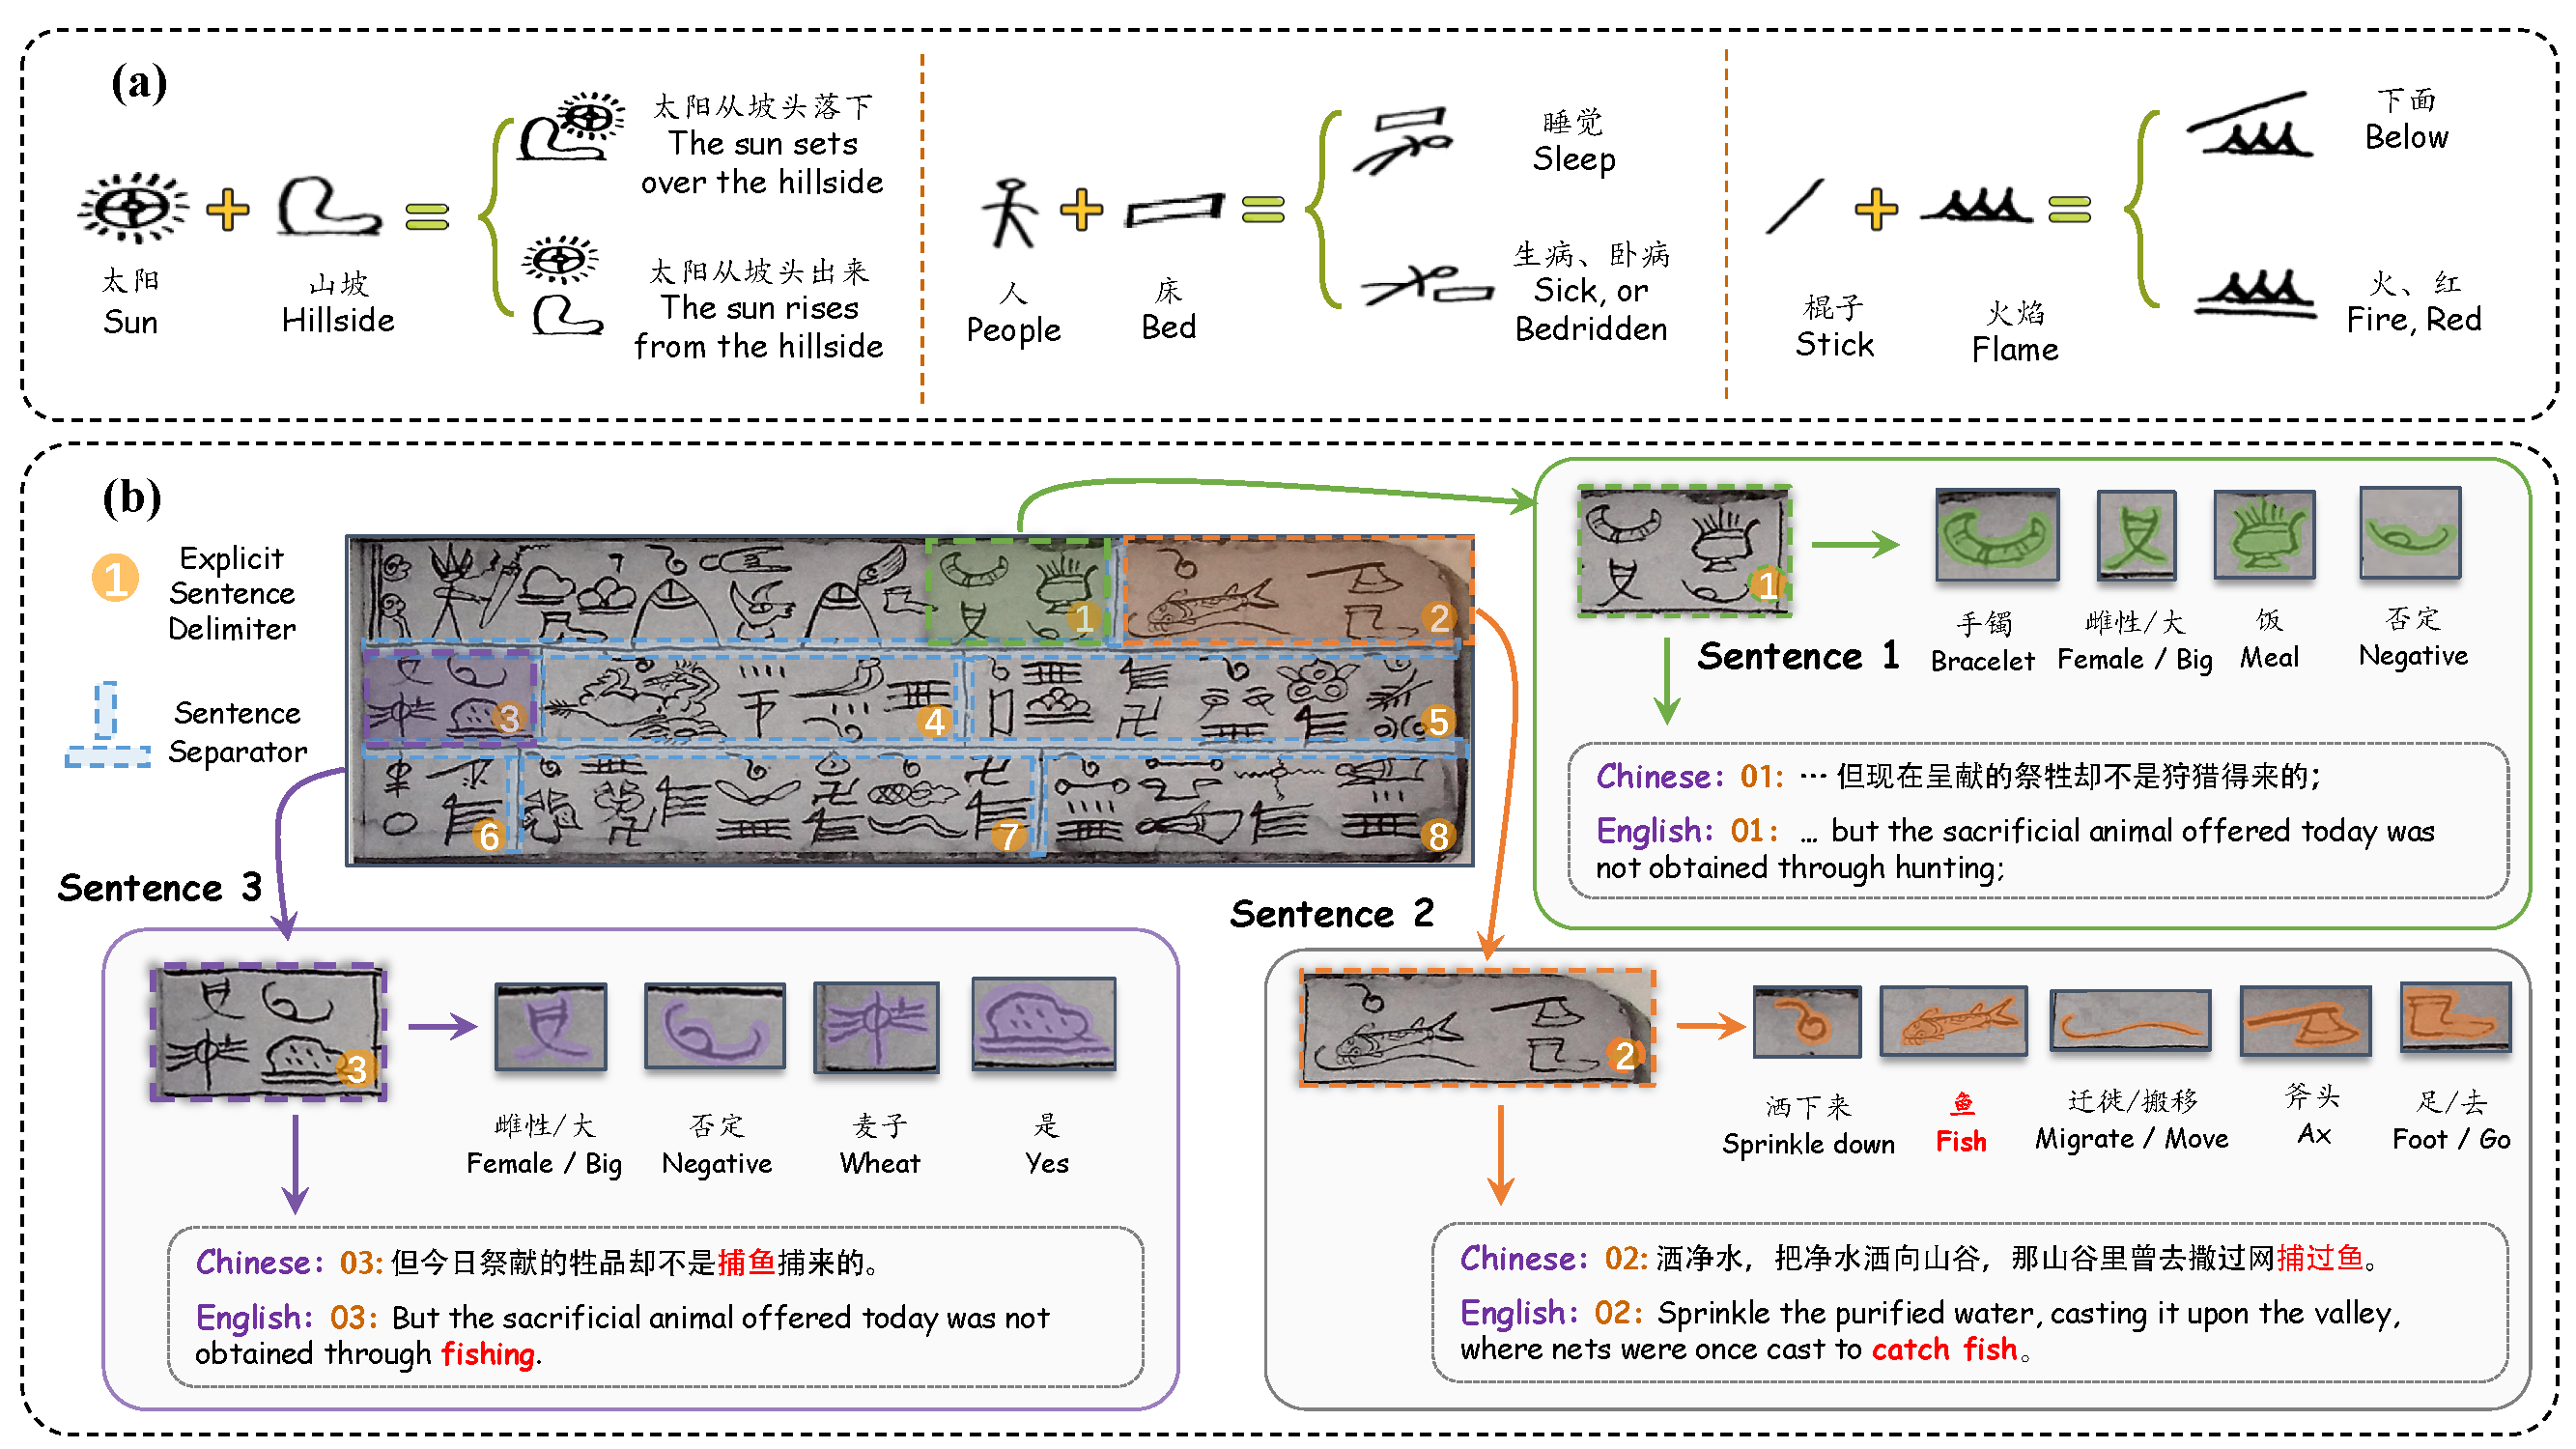 (a)
太阳
Sun
山坡
Hillside
太阳从坡头落下
The sun sets
over the hillside
太阳从坡头出来
The sun rises
from the hillside
人
People
床
Bed
睡觉
Sleep
生病、卧病
Sick, or
Bedridden
棍子
Stick
火焰
Flame
下面
Below
火、红
Fire, Red
(b)
1
Explicit
Sentence
Delimiter
Sentence
Separator
1
2
3
4
5
6
7
8
1
Sentence 1
手镯
Bracelet
雌性/大
Female / Big
饭
Meal
否定
Negative
Chinese: 01: … 但现在呈献的祭牲却不是狩猎得来的；
English: 01: … but the sacrificial animal offered today was
not obtained through hunting;
Sentence 2
2
洒下来
Sprinkle down
鱼
Fish
迁徙/搬移
Migrate / Move
斧头
Ax
足/去
Foot / Go
Chinese: 02: 洒净水，把净水洒向山谷，那山谷里曾去撒过网捕过鱼。
English: 02: Sprinkle the purified water, casting it upon the valley,
where nets were once cast to catch fish。
Sentence 3
3
雌性/大
Female / Big
否定
Negative
麦子
Wheat
是
Yes
Chinese: 03: 但今日祭献的牲品却不是捕鱼捕来的。
English: 03: But the sacrificial animal offered today was not
obtained through fishing.